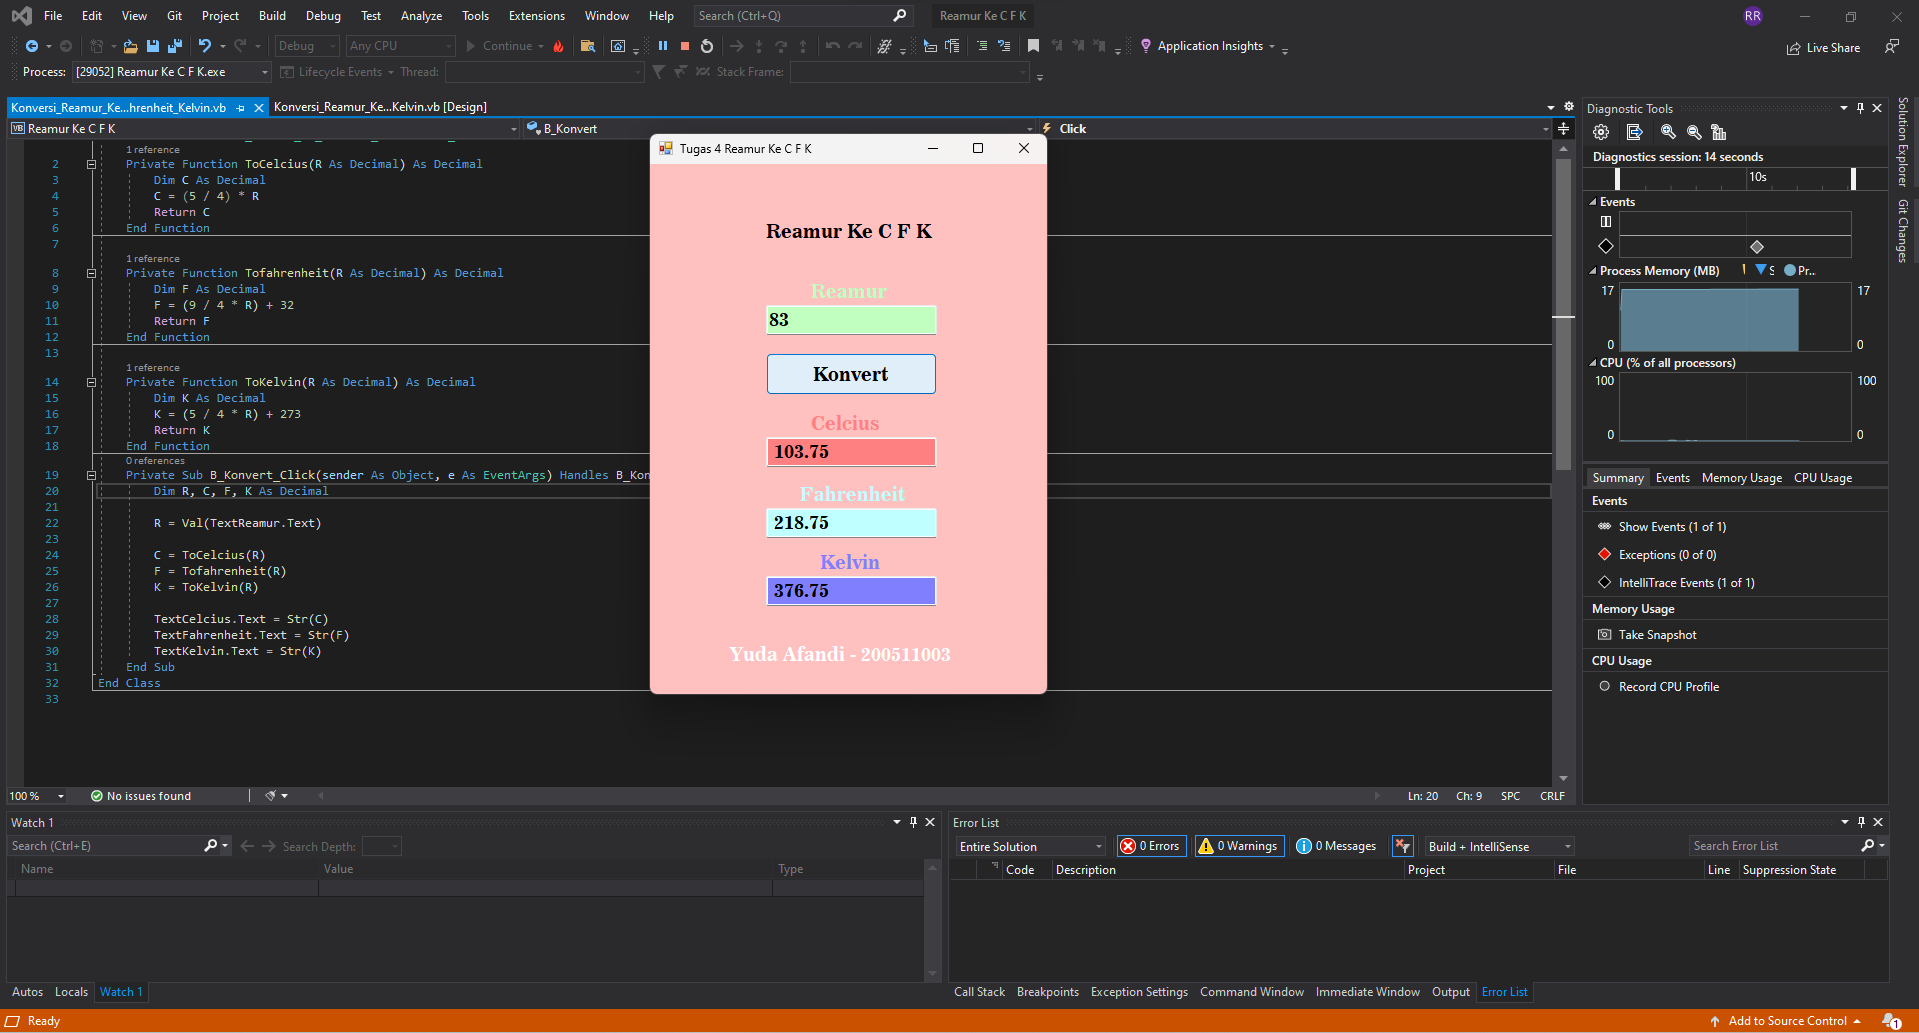 File Edit View Git Project Build Debug Test Analyze Tools Extensions Window Help Search (Ctrl+Q) Reamur Ke C F K RR
Debug Any CPU Continue Application Insights Live Share
Process: [29052] Reamur Ke C F K.exe Lifecycle Events Thread: Stack Frame:
Konversi_Reamur_Ke...hrenheit_Kelvin.vb Konversi_Reamur_Ke...Kelvin.vb [Design]
VB Reamur Ke C F K B_Konvert Click
1 reference
2 Private Function ToCelcius(R As Decimal) As Decimal
3 Dim C As Decimal
4 C = (5 / 4) * R
5 Return C
6 End Function
7
1 reference
8 Private Function Tofahrenheit(R As Decimal) As Decimal
9 Dim F As Decimal
10 F = (9 / 4 * R) + 32
11 Return F
12 End Function
13
1 reference
14 Private Function ToKelvin(R As Decimal) As Decimal
15 Dim K As Decimal
16 K = (5 / 4 * R) + 273
17 Return K
18 End Function
0 references
19 Private Sub B_Konvert_Click(sender As Object, e As EventArgs) Handles B_Kon
20 Dim R, C, F, K As Decimal
21
22 R = Val(TextReamur.Text)
23
24 C = ToCelcius(R)
25 F = Tofahrenheit(R)
26 K = ToKelvin(R)
27
28 TextCelcius.Text = Str(C)
29 TextFahrenheit.Text = Str(F)
30 TextKelvin.Text = Str(K)
31 End Sub
32 End Class
33
Tugas 4 Reamur Ke C F K
Reamur Ke C F K
Reamur
83
Konvert
Celcius
103.75
Fahrenheit
218.75
Kelvin
376.75
Yuda Afandi - 200511003
Diagnostic Tools
Diagnostics session: 14 seconds
10s
Events
Process Memory (MB) S Pr...
17 17
0 0
CPU (% of all processors)
100 100
0 0
Summary Events Memory Usage CPU Usage
Events
Show Events (1 of 1)
Exceptions (0 of 0)
IntelliTrace Events (1 of 1)
Memory Usage
Take Snapshot
CPU Usage
Record CPU Profile
Solution Explorer
Git Changes
100 % No issues found Ln: 20 Ch: 9 SPC CRLF
Watch 1
Search (Ctrl+E) Search Depth:
Name Value Type
Autos Locals Watch 1
Error List
Entire Solution 0 Errors 0 Warnings 0 Messages Build + IntelliSense Search Error List
Code Description Project File Line Suppression State
Call Stack Breakpoints Exception Settings Command Window Immediate Window Output Error List
Ready Add to Source Control 1